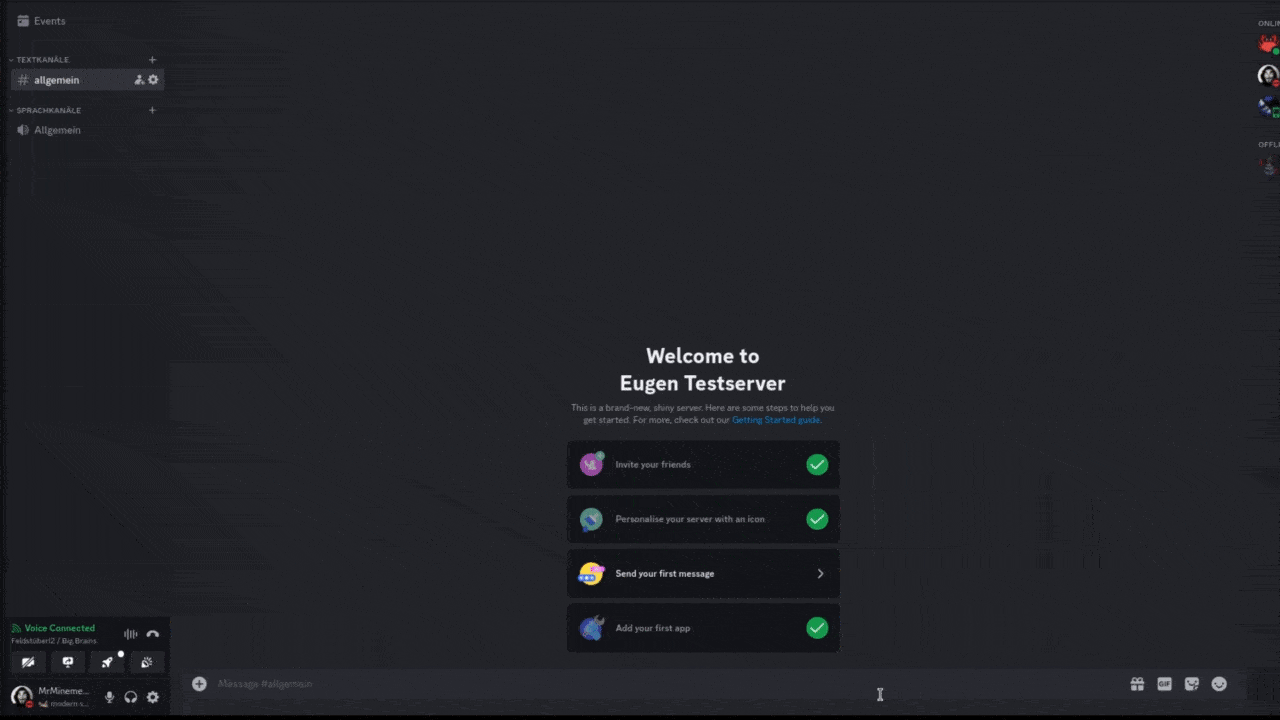 Events
TEXTKANÄLE
allgemein
SPRACHKANÄLE
Allgemein
Welcome to
Eugen Testserver
This is a brand-new, shiny server. Here are some steps to help you
get started. For more, check out our Getting Started guide.
Invite your friends
Personalise your server with an icon
Send your first message
Add your first app
Voice Connected
Feldstüberl2 / Big Brains
MrMineme...
modern s...
Message #allgemein
GIF
ONLIN
OFFLI